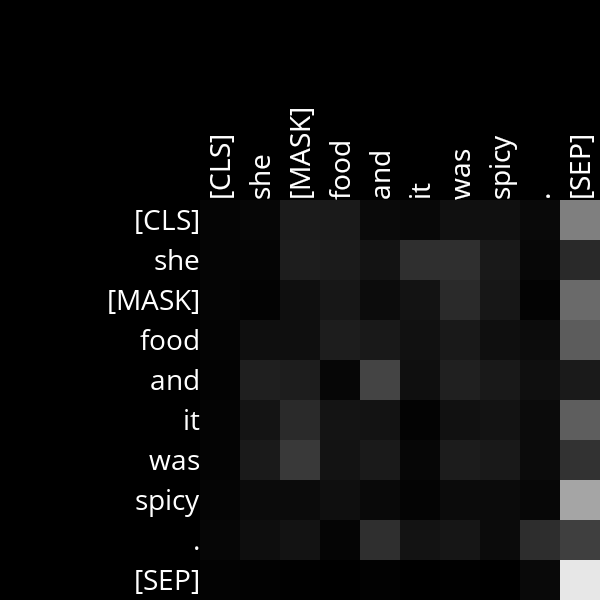 [CLS] she [MASK] food and it was spicy . [SEP]
[CLS]
she
[MASK]
food
and
it
was
spicy
.
[SEP]